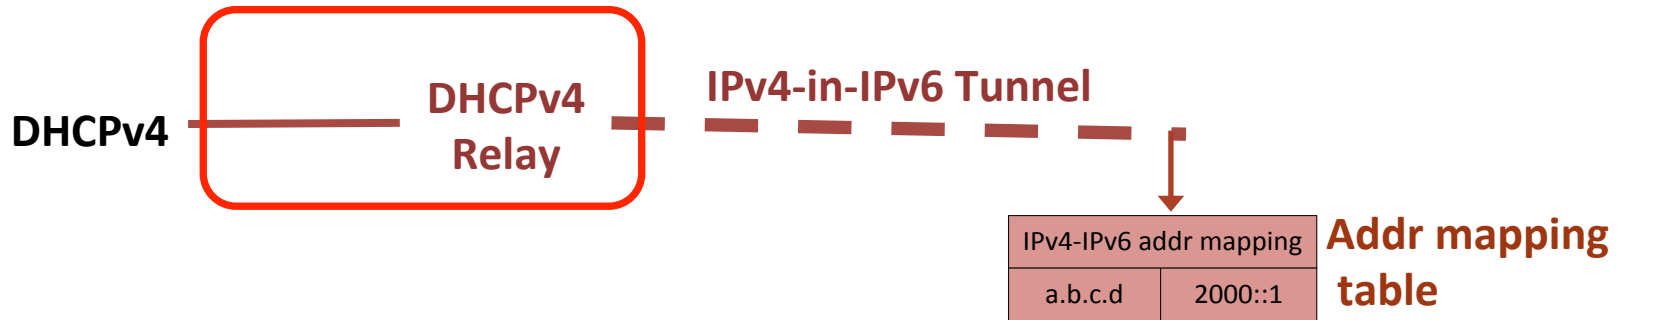 DHCPv4
DHCPv4
Relay
IPv4-in-IPv6 Tunnel
IPv4-IPv6 addr mapping
a.b.c.d 2000::1
Addr mapping
table